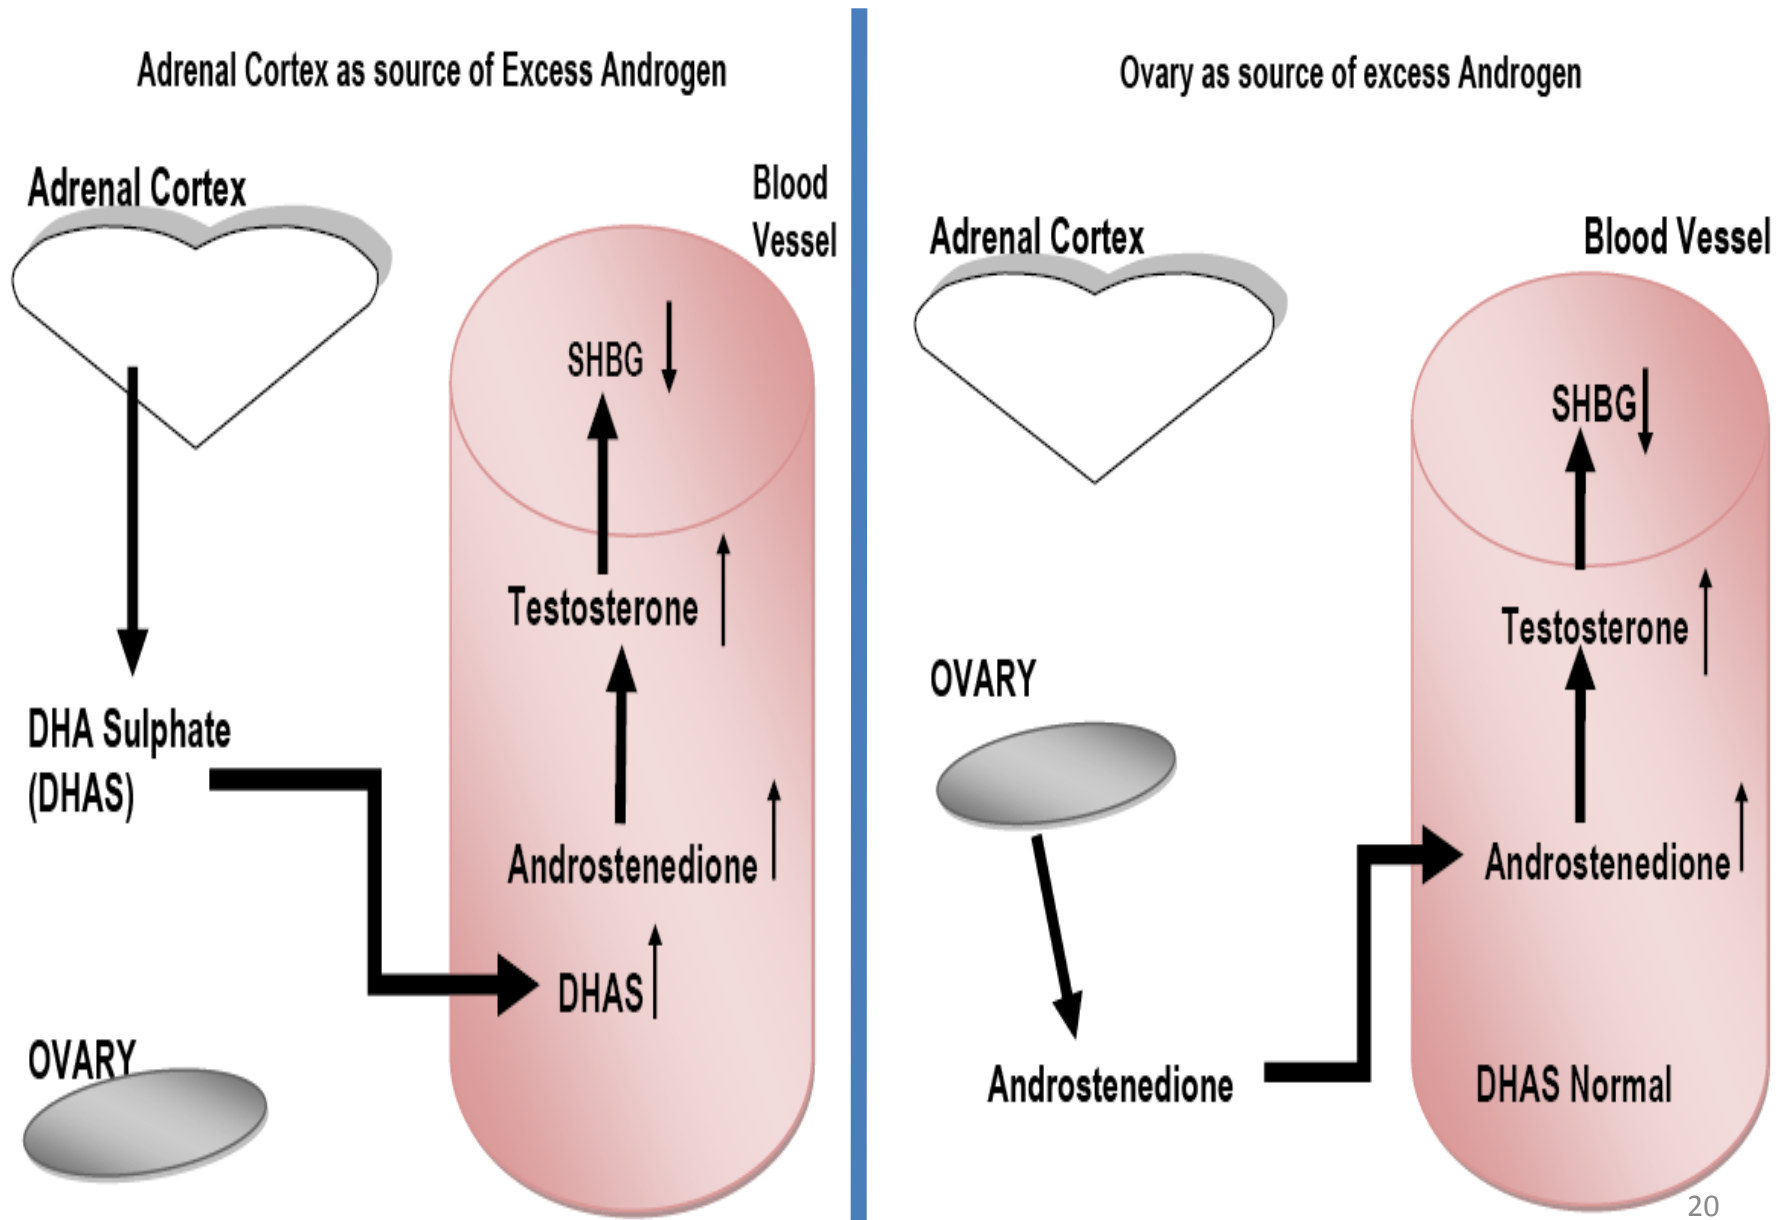 Adrenal Cortex as source of Excess Androgen
Adrenal Cortex
Blood
Vessel
SHBG
Testosterone
DHA Sulphate
(DHAS)
Androstenedione
DHAS
OVARY
Ovary as source of excess Androgen
Adrenal Cortex
Blood Vessel
SHBG
Testosterone
OVARY
Androstenedione
Androstenedione
DHAS Normal
20